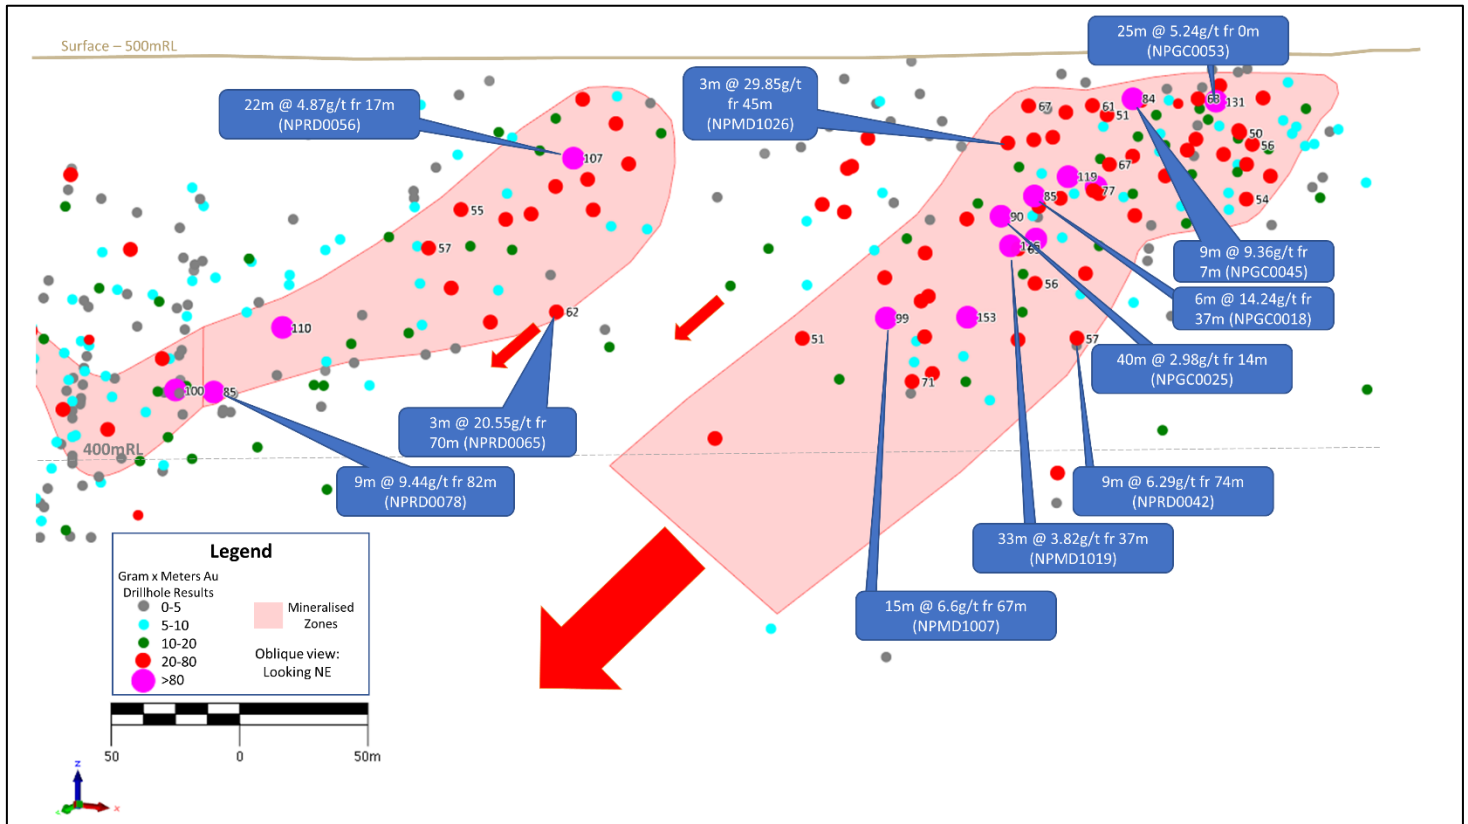 Surface – 500mRL
25m @ 5.24g/t fr 0m
(NPGC0053)
3m @ 29.85g/t
fr 45m
(NPMD1026)
22m @ 4.87g/t fr 17m
(NPRD0056)
67
61
51
84
68
131
50
56
107
119
67
77
85
54
55
90
57
63
56
9m @ 9.36g/t fr
7m (NPGC0045)
6m @ 14.24g/t fr
37m (NPGC0018)
62
110
99
153
51
57
40m @ 2.98g/t fr 14m
(NPGC0025)
71
100
85
3m @ 20.55g/t fr
70m (NPRD0065)
400mRL
9m @ 9.44g/t fr 82m
(NPRD0078)
9m @ 6.29g/t fr 74m
(NPRD0042)
33m @ 3.82g/t fr 37m
(NPMD1019)
15m @ 6.6g/t fr 67m
(NPMD1007)
Legend
Gram x Meters Au
Drillhole Results
0-5
5-10
10-20
20-80
>80
Mineralised
Zones
Oblique view:
Looking NE
50
0
50m
Z
X